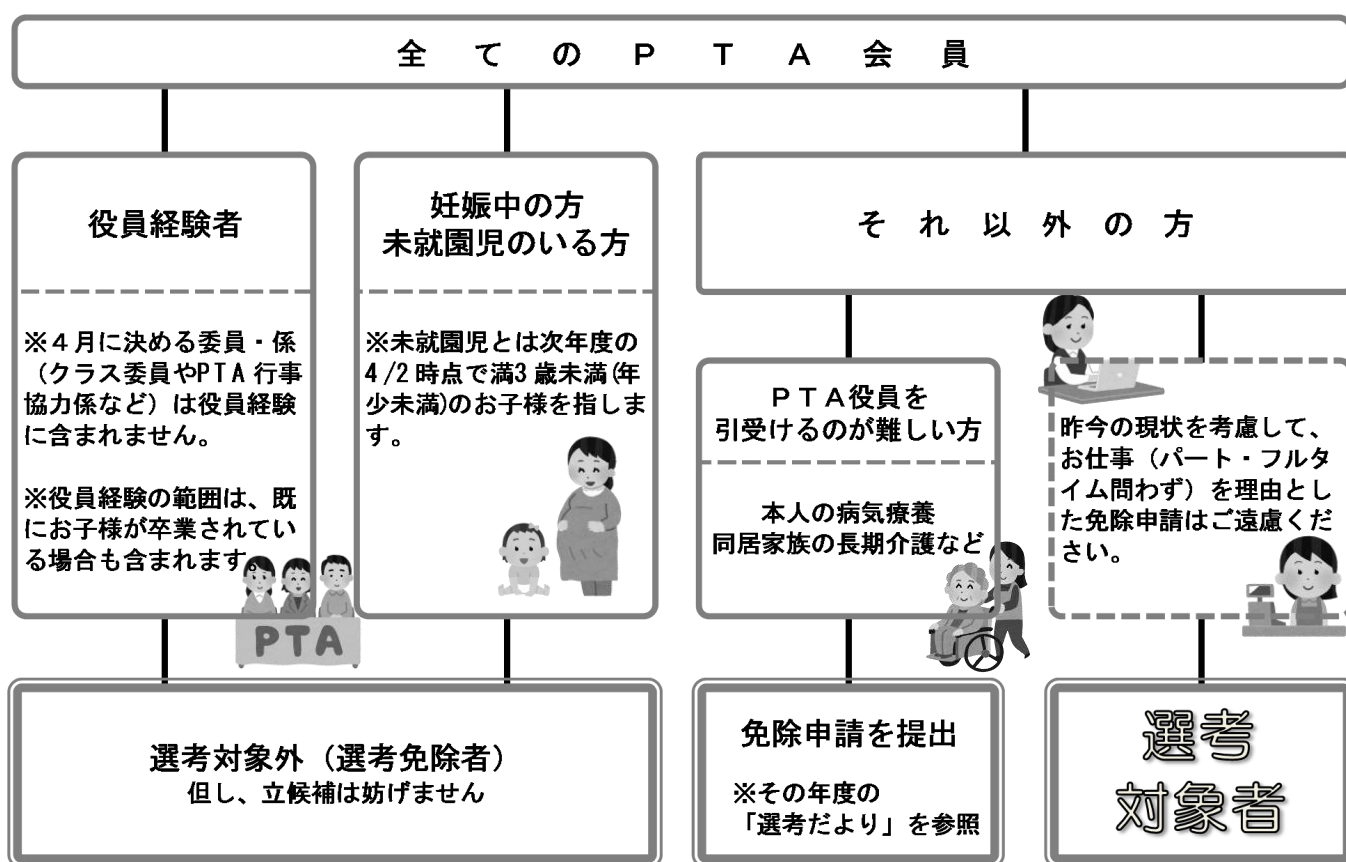 全てのPTA会員
役員経験者
※4月に決める委員・係
(クラス委員やPTA行事
協力係など)は役員経験
に含まれません。
※役員経験の範囲は、既
にお子様が卒業されてい
る場合も含まれます。
PTA
妊娠中の方
未就園児のいる方
※未就園児とは次年度の
4/2時点で満3歳未満(年
少未満)のお子様を指しま
す。
それ以外の方
PTA役員を
引受けるのが難しい方
本人の病気療養
同居家族の長期介護など
昨今の現状を考慮して、
お仕事(パート・フルタ
イム問わず)を理由とし
た免除申請はご遠慮くだ
さい。
選考対象外(選考免除者)
但し、立候補は妨げません
免除申請を提出
※その年度の
「選考だより」を参照
選考
対象者